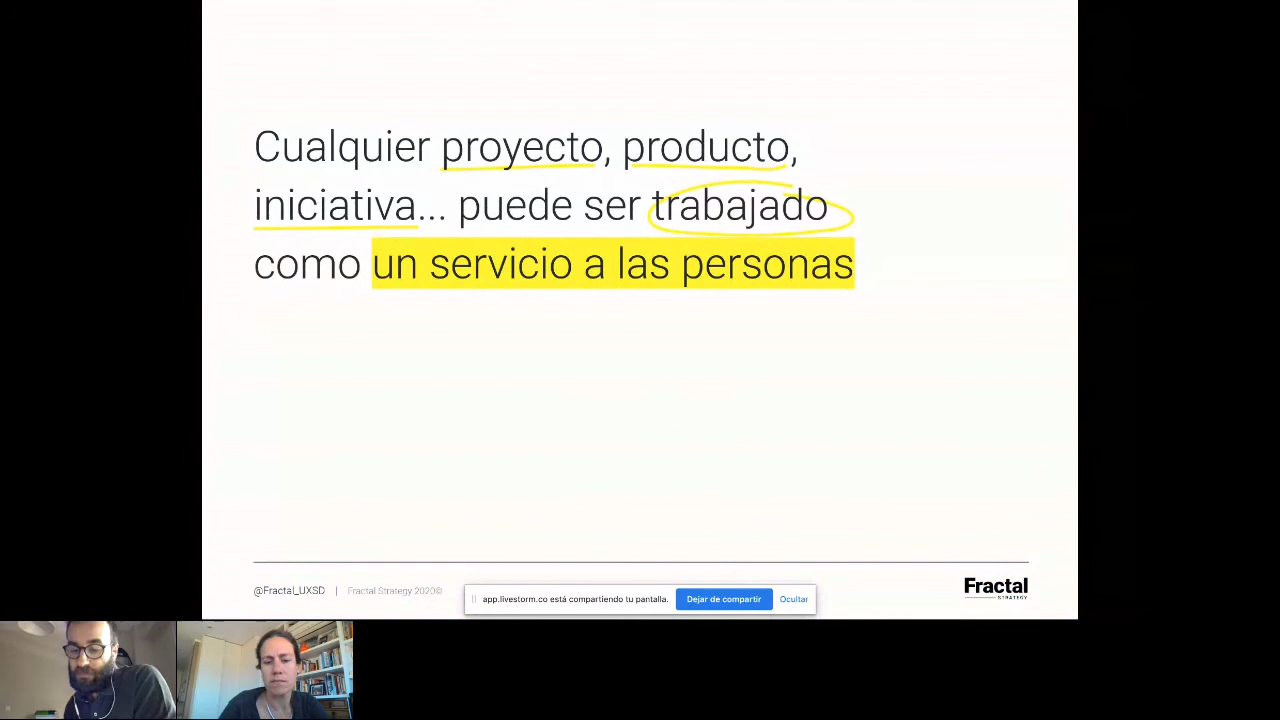 Cualquier proyecto, producto,
iniciativa... puede ser trabajado
como un servicio a las personas
@Fractal_UXSD | Fractal Strategy 2020©
app.livestorm.co está compartiendo tu pantalla. Dejar de compartir Ocultar
Fractal
STRATEGY